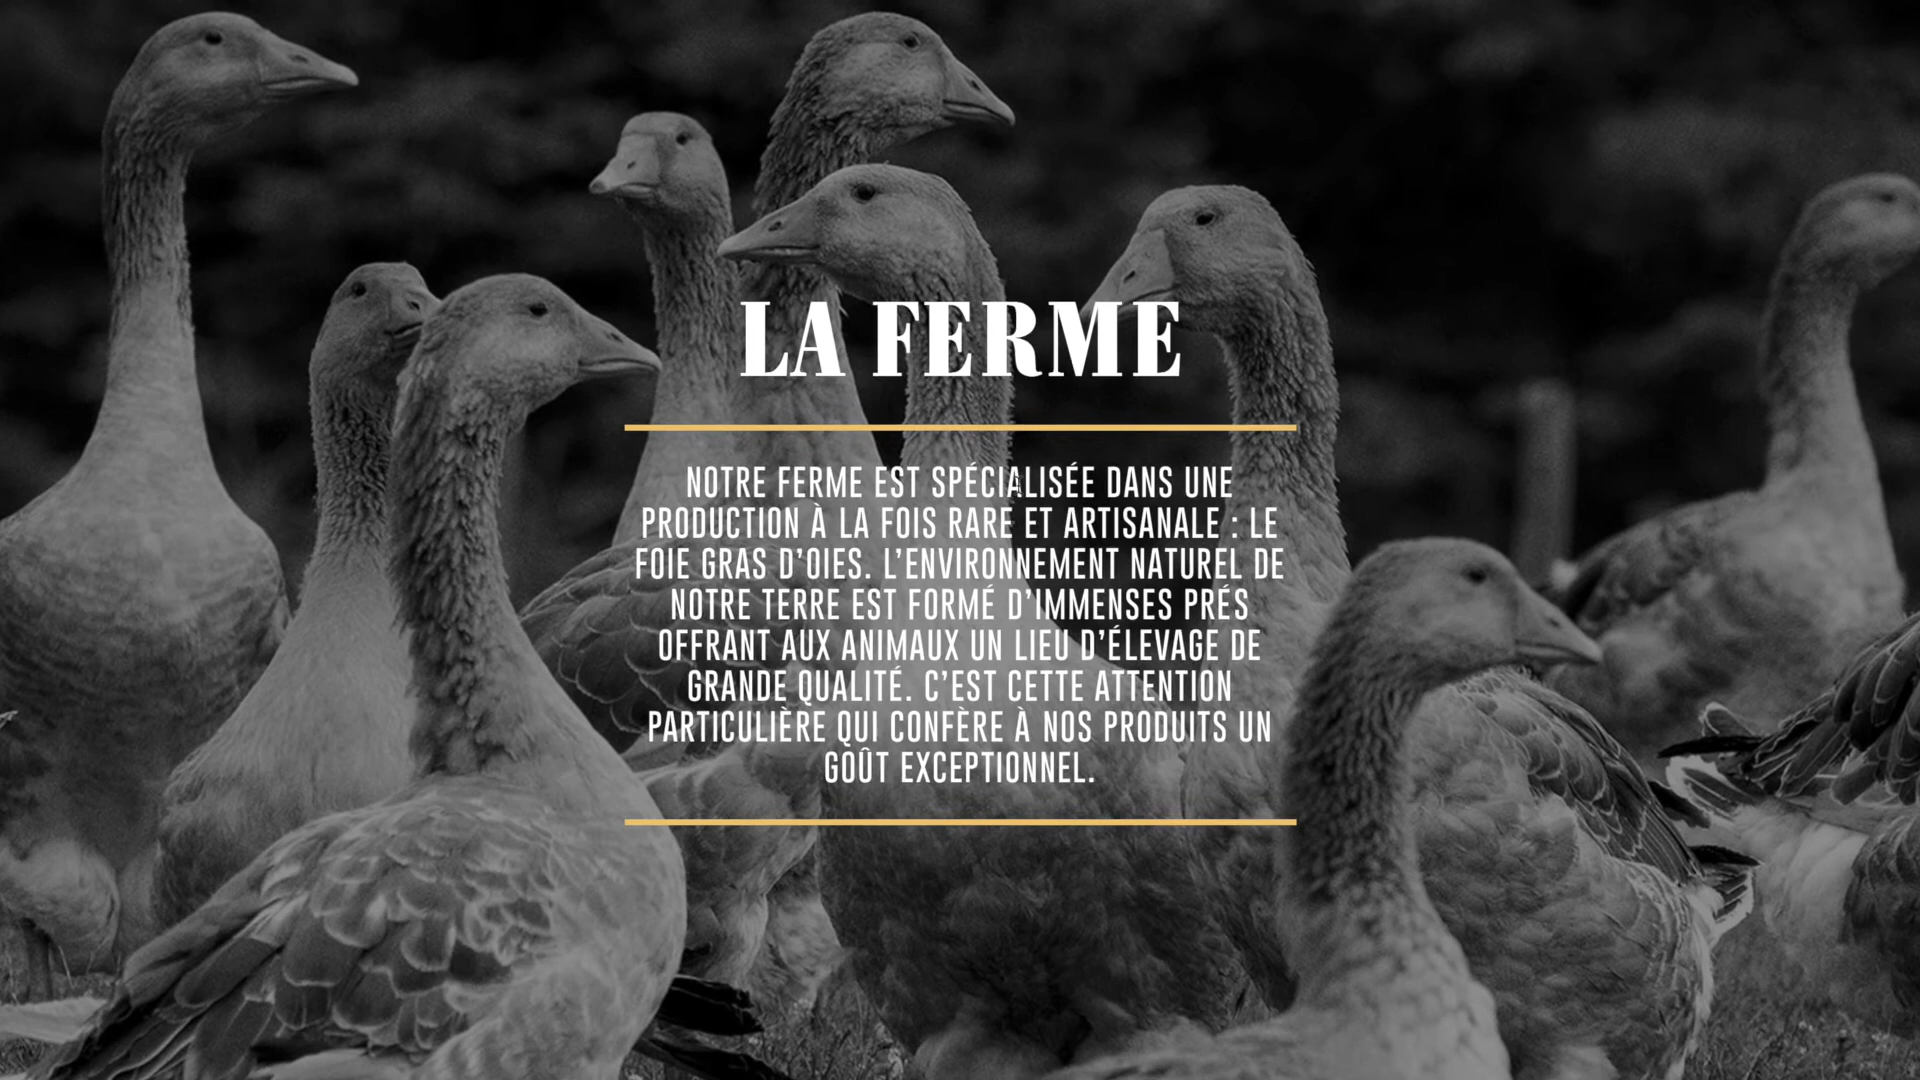 LA FERME
NOTRE FERME EST SPÉCIALISÉE DANS UNE
PRODUCTION À LA FOIS RARE ET ARTISANALE : LE
FOIE GRAS D’OIES. L’ENVIRONNEMENT NATUREL DE
NOTRE TERRE EST FORMÉ D’IMMENSES PRÉS
OFFRANT AUX ANIMAUX UN LIEU D’ÉLEVAGE DE
GRANDE QUALITÉ. C’EST CETTE ATTENTION
PARTICULIÈRE QUI CONFÈRE À NOS PRODUITS UN
GOÛT EXCEPTIONNEL.